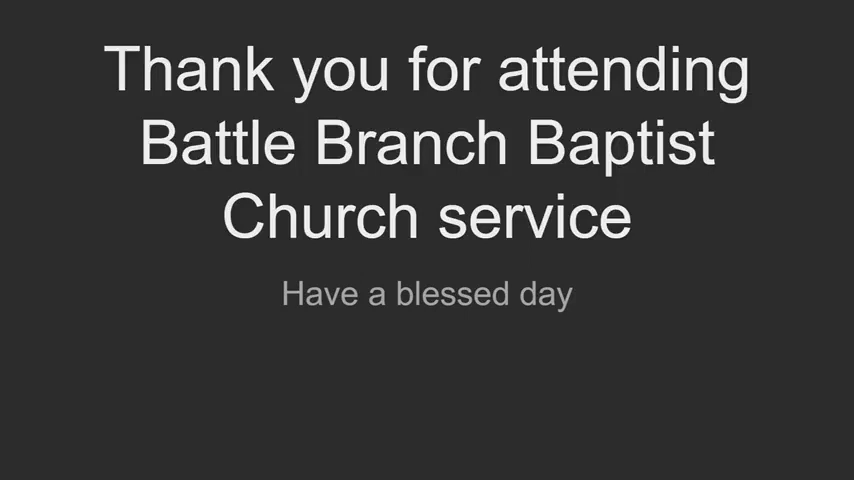 Thank you for attending
Battle Branch Baptist
Church service
Have a blessed day